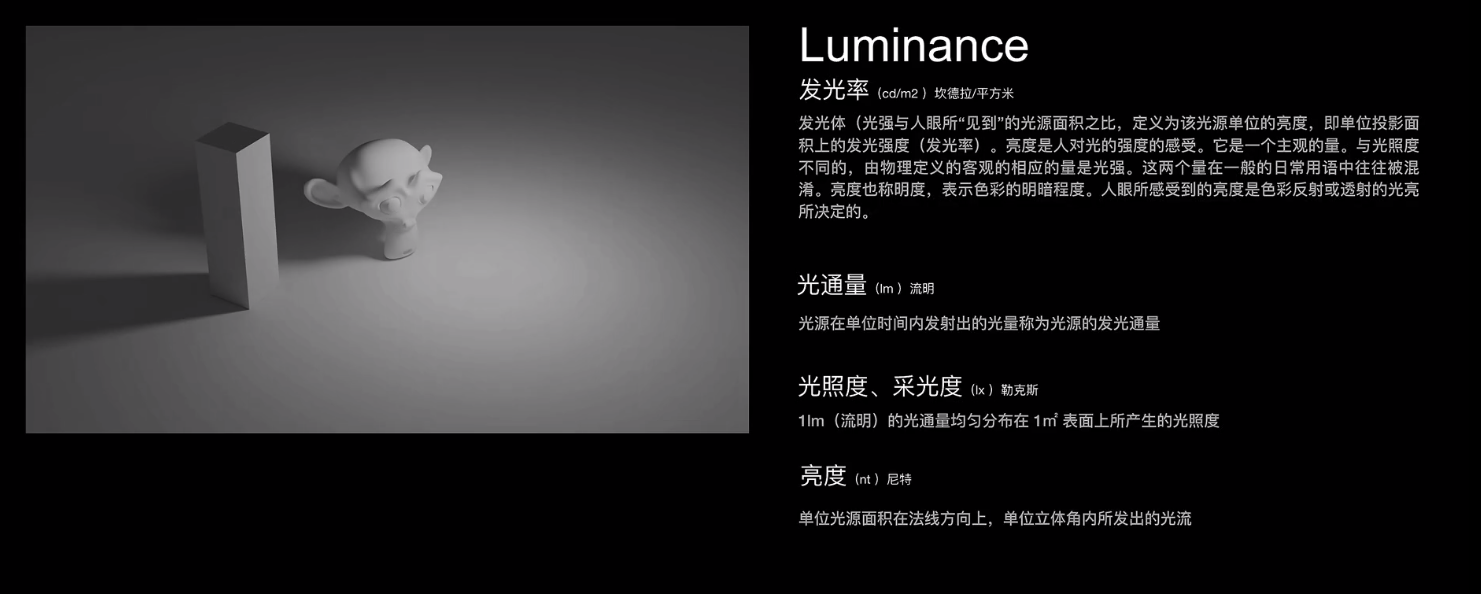 Luminance
发光率（cd/m2 ）坎德拉/平方米
发光体（光强与人眼所“见到”的光源面积之比，定义为该光源单位的亮度，即单位投影面
积上的发光强度（发光率）。亮度是人对光的强度的感受。它是一个主观的量。与光照度
不同的，由物理定义的客观的相应的量是光强。这两个量在一般的日常用语中往往被混
淆。亮度也称明度，表示色彩的明暗程度。人眼所感受到的亮度是色彩反射或透射的光亮
所决定的。
光通量（lm ）流明
光源在单位时间内发射出的光量称为光源的发光通量
光照度、采光度（lx ）勒克斯
1lm（流明）的光通量均匀分布在 1㎡ 表面上所产生的光照度
亮度（nt ）尼特
单位光源面积在法线方向上，单位立体角内所发出的光流